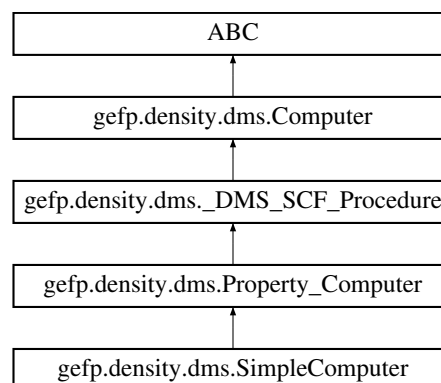 ABC
gefp.density.dms.Computer
gefp.density.dms._DMS_SCF_Procedure
gefp.density.dms.Property_Computer
gefp.density.dms.SimpleComputer